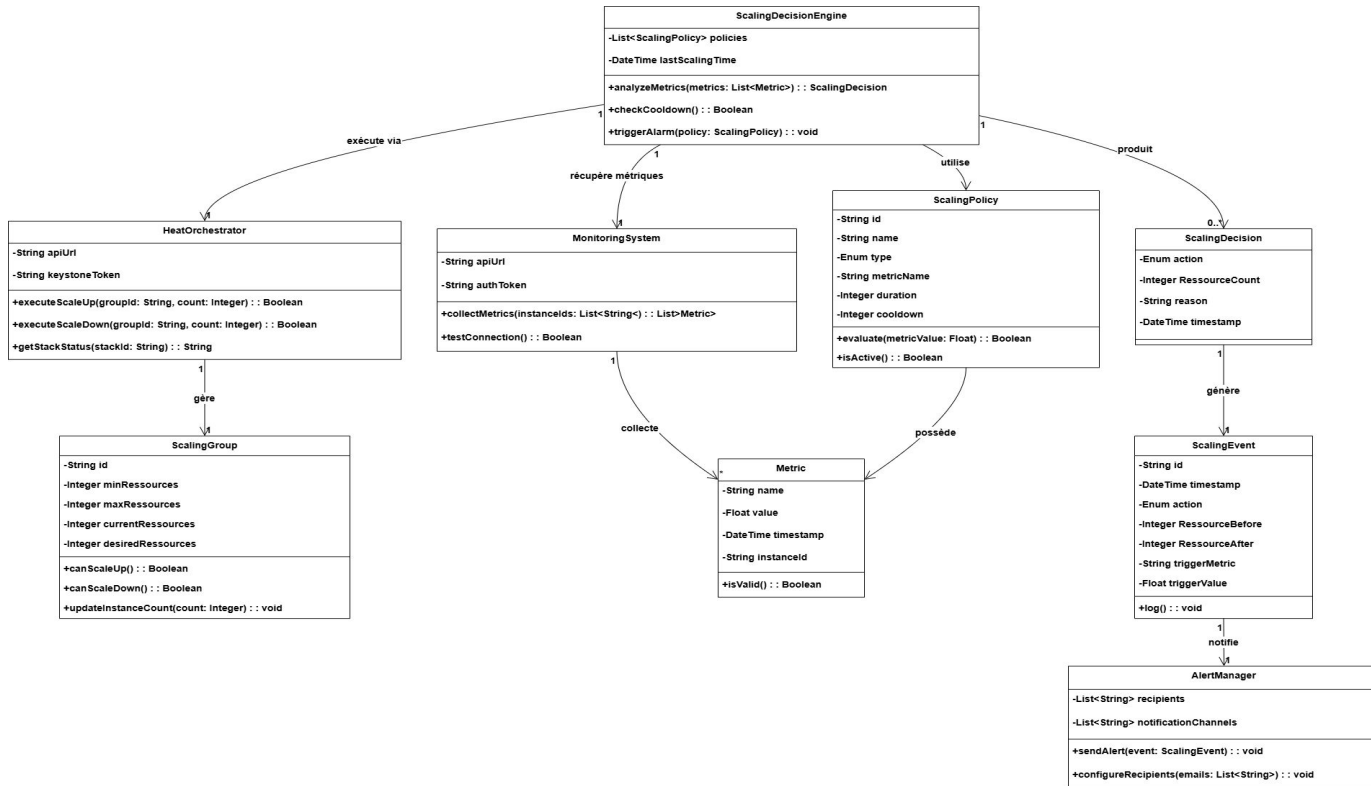 ScalingDecisionEngine
-List<ScalingPolicy> policies
-DateTime lastScalingTime
+analyzeMetrics(metrics: List<Metric>) : : ScalingDecision
+checkCooldown() : : Boolean
+triggerAlarm(policy: ScalingPolicy) : : void
1
1
1
exécute via
récupère métriques
utilise
produit
1
1
0..*
HeatOrchestrator
-String apiUrl
-String keystoneToken
+executeScaleUp(groupId: String, count: Integer) : : Boolean
+executeScaleDown(groupId: String, count: Integer) : : Boolean
+getStackStatus(stackId: String) : : String
1
gère
1
MonitoringSystem
-String apiUrl
-String authToken
+collectMetrics(instanceIds: List<String<) : : List>Metric>
+testConnection() : : Boolean
1
collecte
*
ScalingPolicy
-String id
-String name
-Enum type
-String metricName
-Integer duration
-Integer cooldown
+evaluate(metricValue: Float) : : Boolean
+isActive() : : Boolean
possède
ScalingDecision
-Enum action
-Integer RessourceCount
-String reason
-DateTime timestamp
1
génère
1
ScalingGroup
-String id
-Integer minRessources
-Integer maxRessources
-Integer currentRessources
-Integer desiredRessources
+canScaleUp() : : Boolean
+canScaleDown() : : Boolean
+updateInstanceCount(count: Integer) : : void
Metric
-String name
-Float value
-DateTime timestamp
-String instanceId
+isValid() : : Boolean
ScalingEvent
-String id
-DateTime timestamp
-Enum action
-Integer RessourceBefore
-Integer RessourceAfter
-String triggerMetric
-Float triggerValue
+log() : : void
1
notifie
1
AlertManager
-List<String> recipients
-List<String> notificationChannels
+sendAlert(event: ScalingEvent) : : void
+configureRecipients(emails: List<String>) : : void